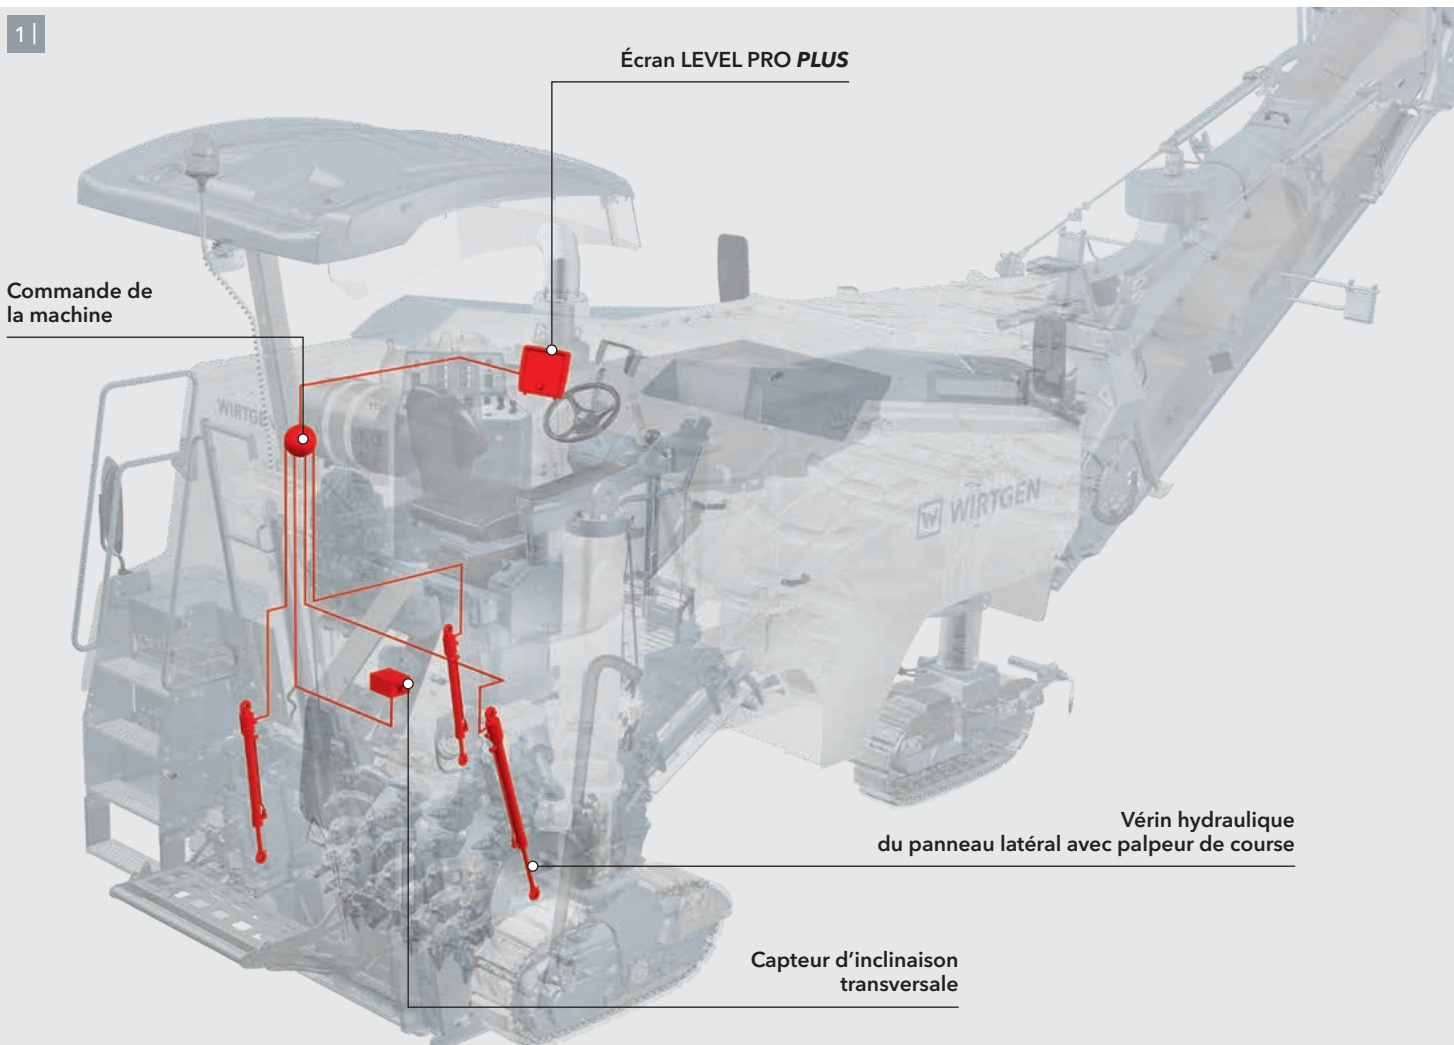 1 |
Écran LEVEL PRO PLUS
Commande de
la machine
WIRTGEN
W WIRTGEN
Vérin hydraulique
du panneau latéral avec palpeur de course
Capteur d’inclinaison
transversale